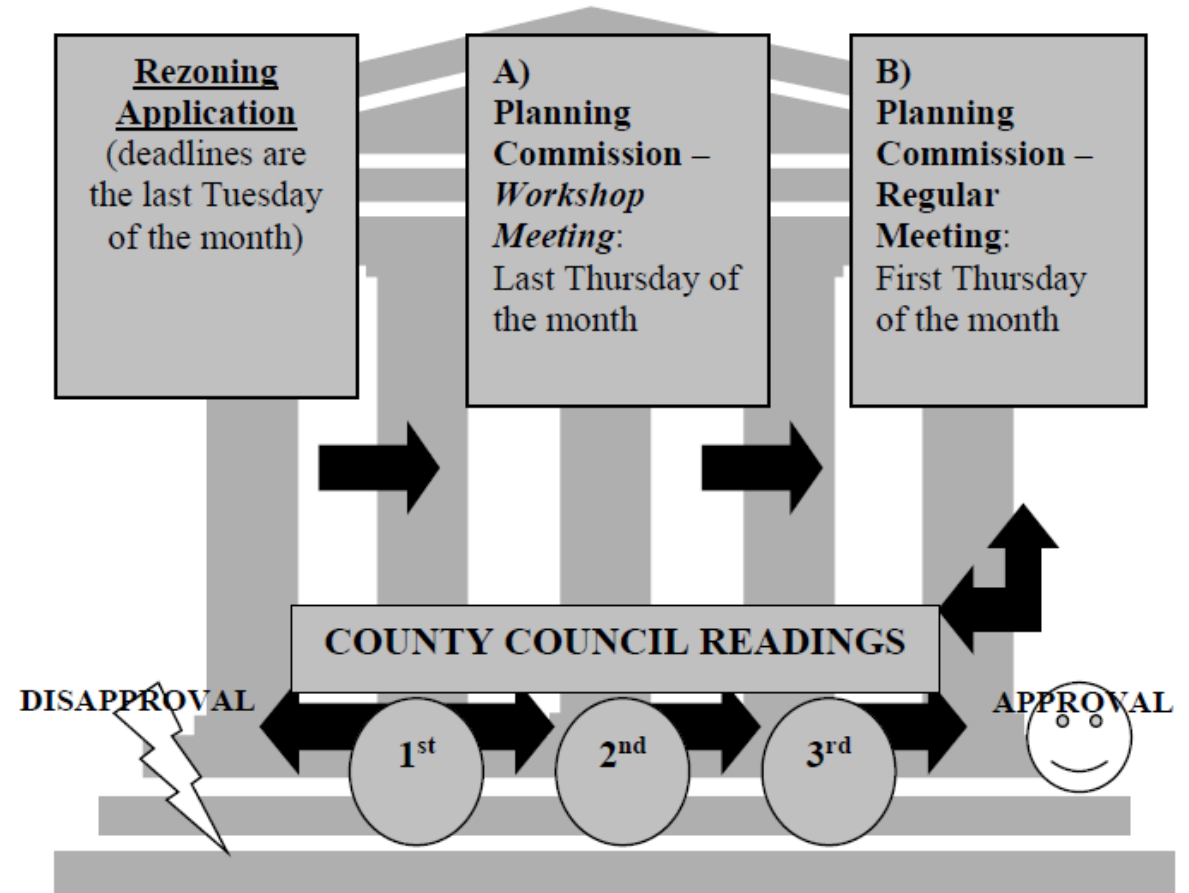 Rezoning
Application
(deadlines are
the last Tuesday
of the month)
A)
Planning
Commission –
Workshop
Meeting:
Last Thursday of
the month
B)
Planning
Commission –
Regular
Meeting:
First Thursday
of the month
COUNTY COUNCIL READINGS
DISAPPROVAL
APPROVAL
1st
2nd
3rd